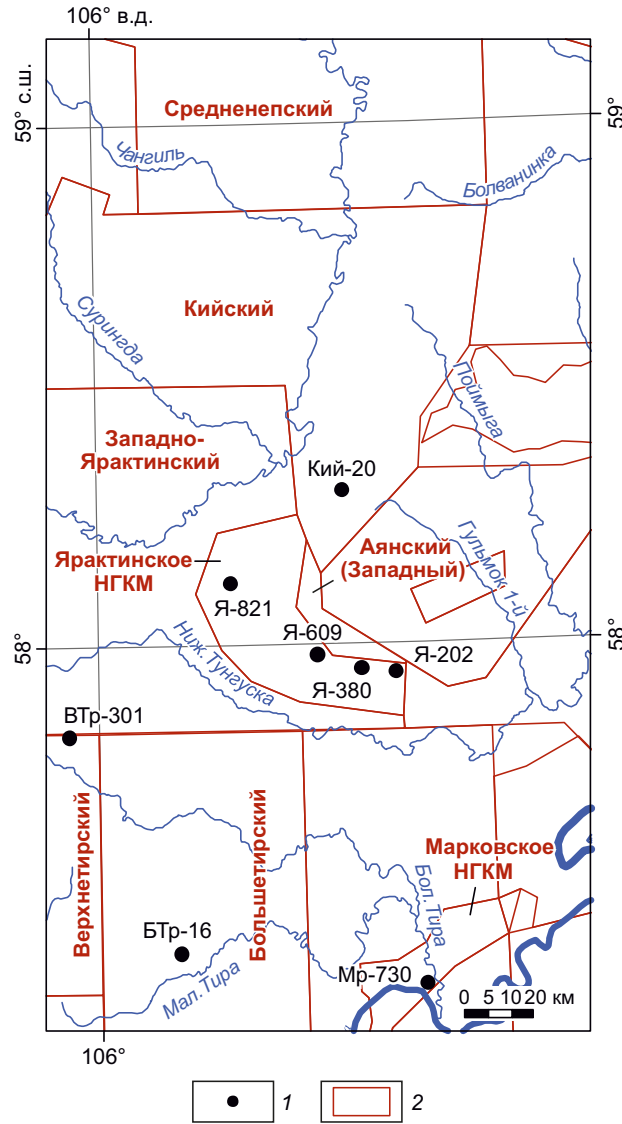 106° в.д.
59° с.ш.
59°
Средненепский
Чангиль
Болванинка
Кийский
Сурингда
Поймыга
Западно-
Ярактинский
Кий-20
Ярактинское
НГКМ
Аянский
(Западный)
Гульмок 1-й
Я-821
Я-609
58°
58°
Я-202
Ниж.Тунгуска
Я-380
ВТр-301
Верхнетирский
Большетирский
Марковское
НГКМ
Бол.Тира
БТр-16
Мал.Тира
Мр-730
0 5 10 20 км
106°
1
2